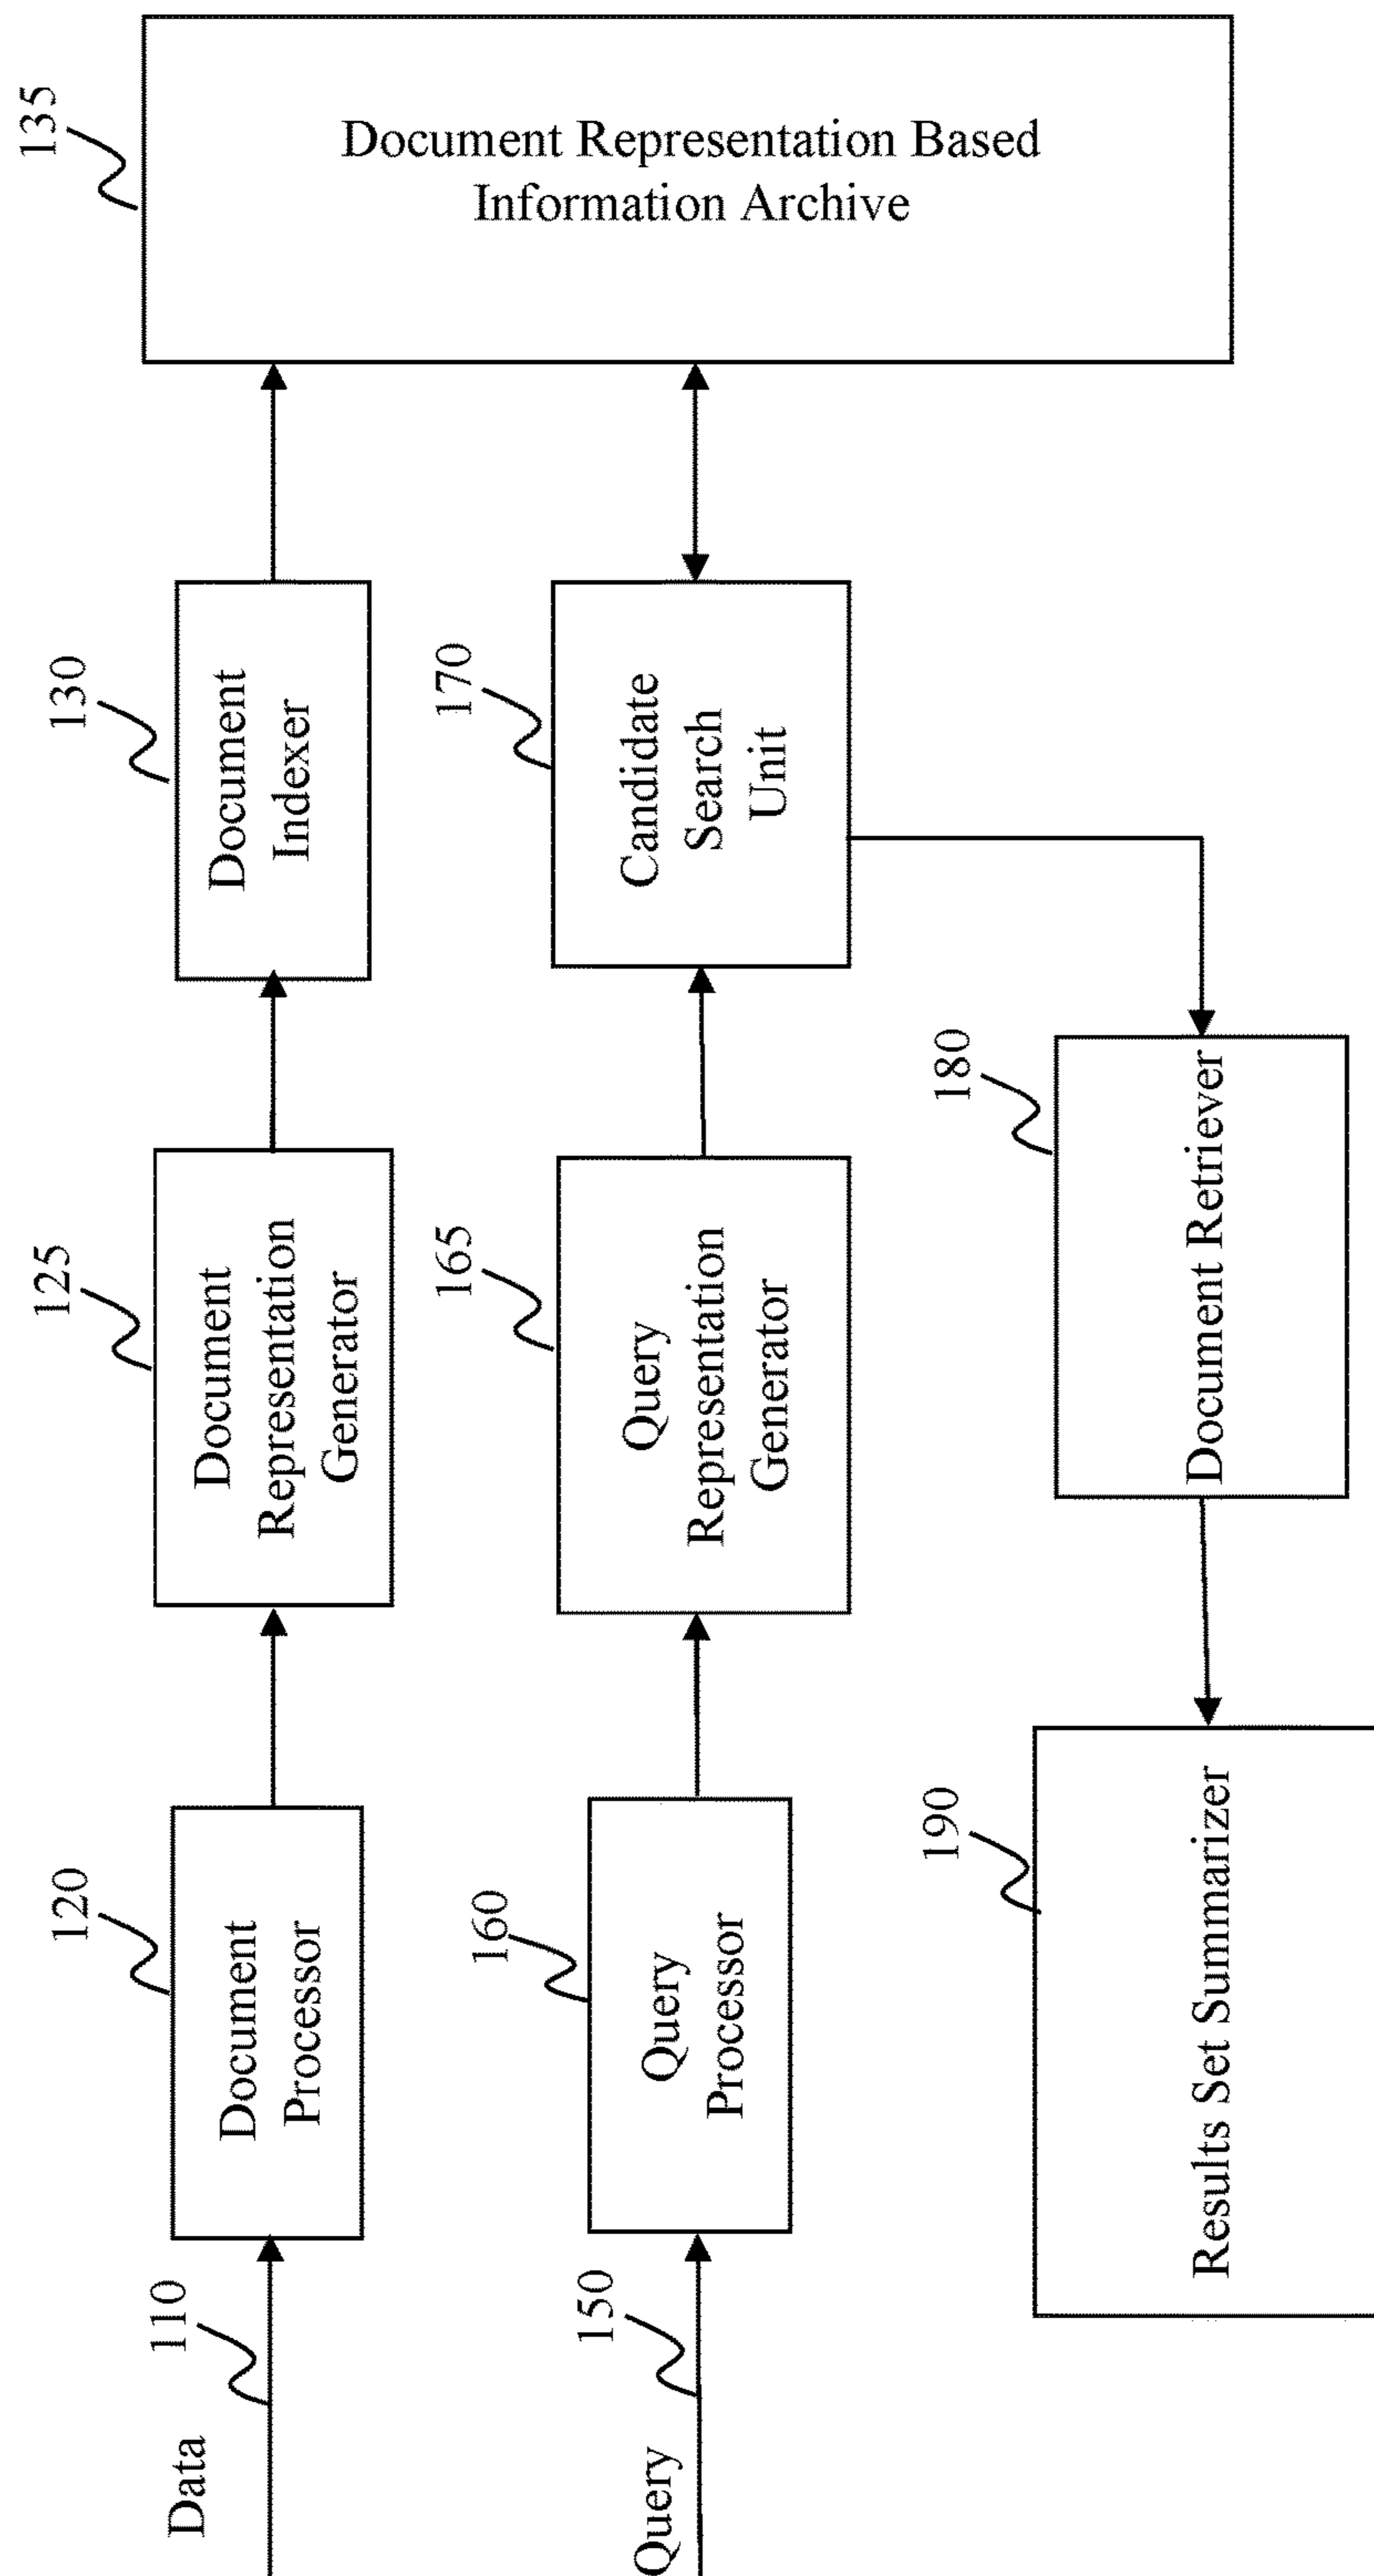 Data
110
120
Document
Processor
125
Document
Representation
Generator
130
Document
Indexer
135
Document Representation Based
Information Archive
Query
150
160
Query
Processor
165
Query
Representation
Generator
170
Candidate
Search
Unit
180
Document Retriever
190
Results Set Summarizer